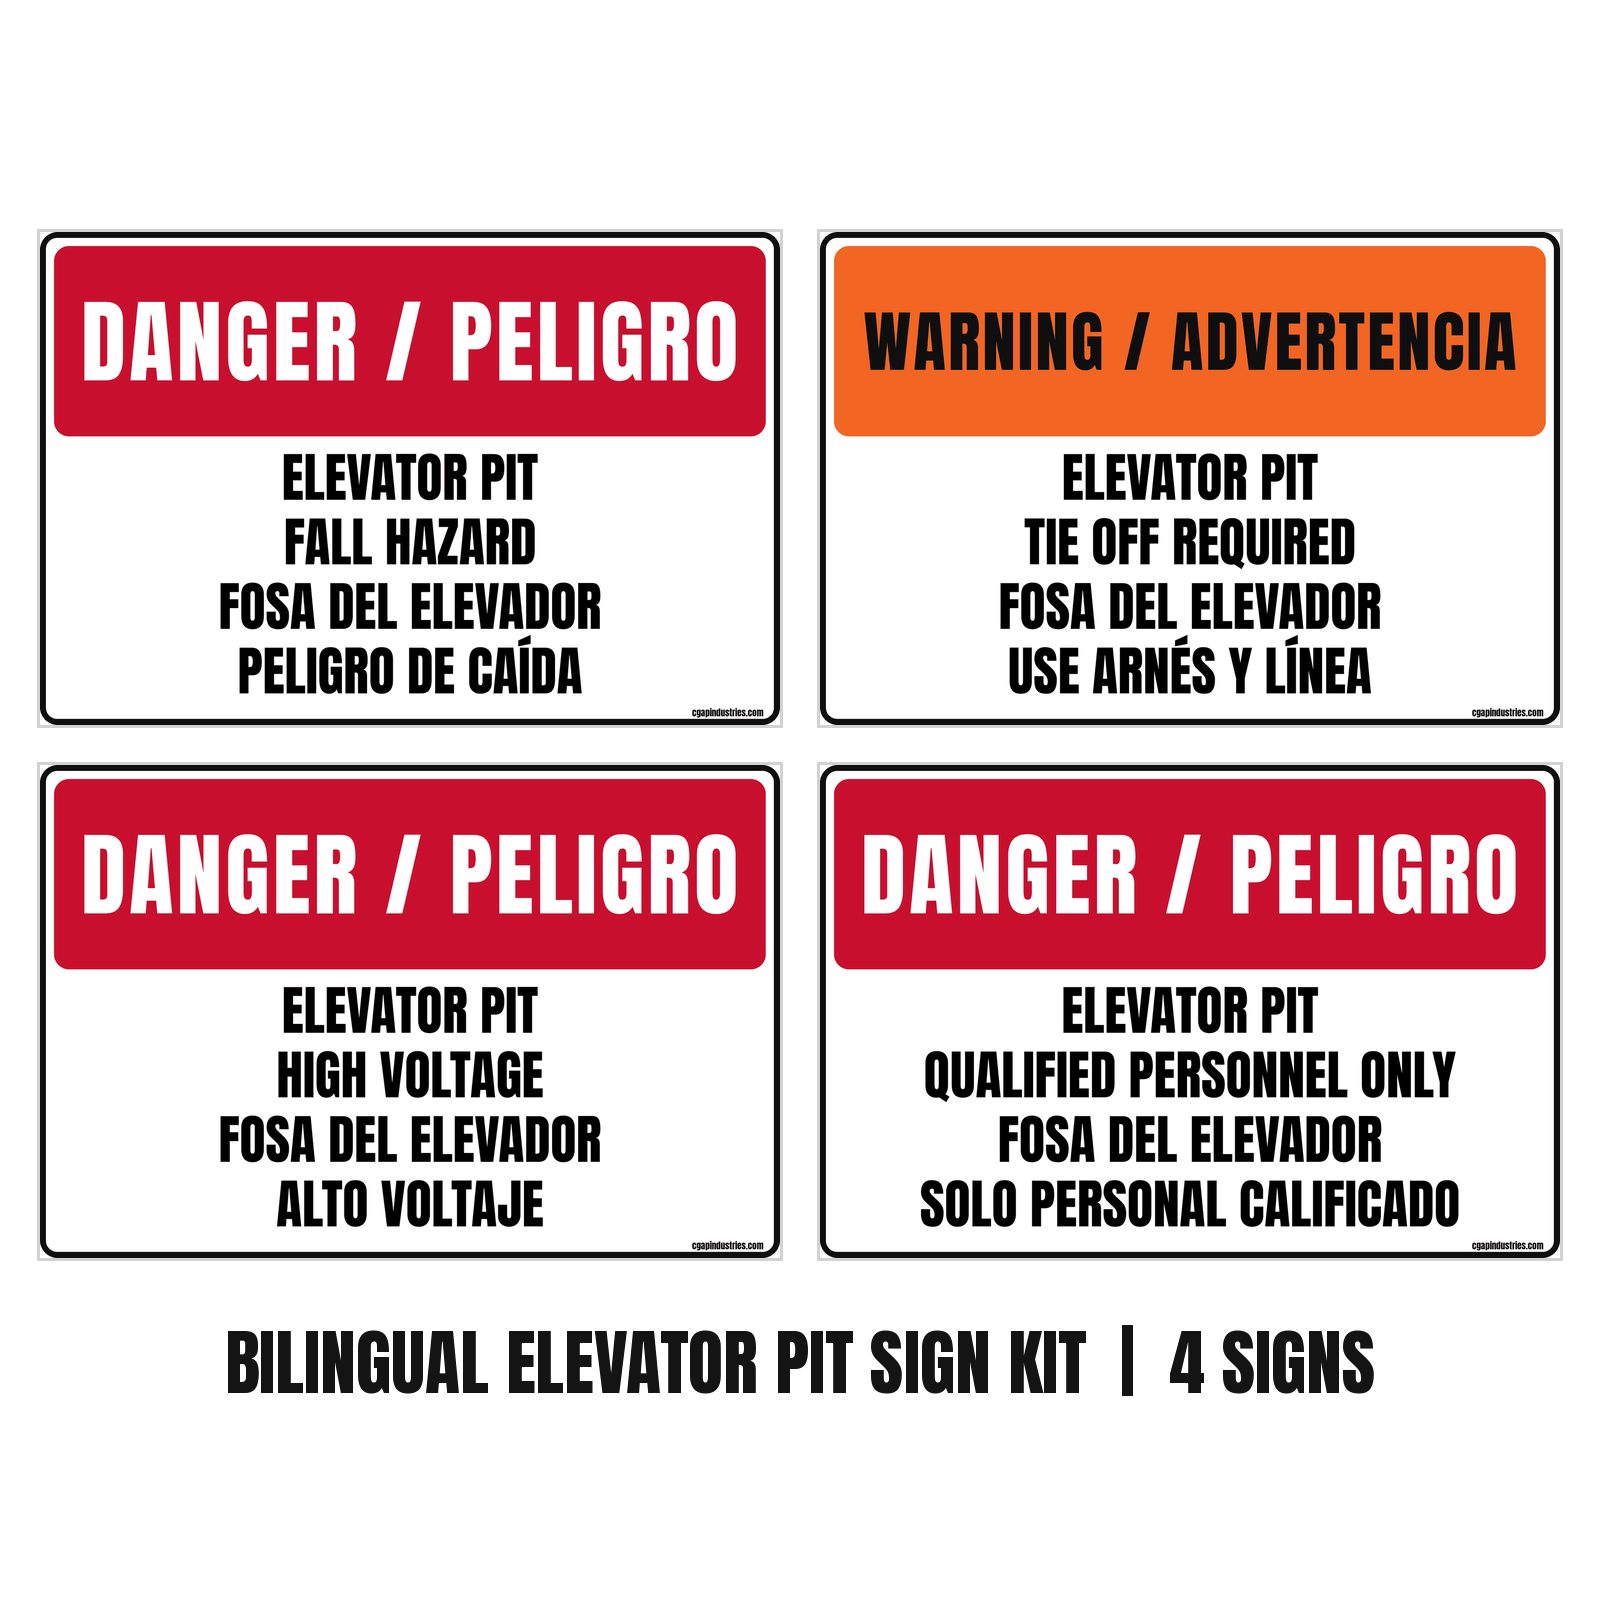 DANGER / PELIGRO
ELEVATOR PIT
FALL HAZARD
FOSA DEL ELEVADOR
PELIGRO DE CAÍDA
cgapindustries.com
WARNING / ADVERTENCIA
ELEVATOR PIT
TIE OFF REQUIRED
FOSA DEL ELEVADOR
USE ARNÉS Y LÍNEA
cgapindustries.com
DANGER / PELIGRO
ELEVATOR PIT
HIGH VOLTAGE
FOSA DEL ELEVADOR
ALTO VOLTAJE
cgapindustries.com
DANGER / PELIGRO
ELEVATOR PIT
QUALIFIED PERSONNEL ONLY
FOSA DEL ELEVADOR
SOLO PERSONAL CALIFICADO
cgapindustries.com
BILINGUAL ELEVATOR PIT SIGN KIT | 4 SIGNS